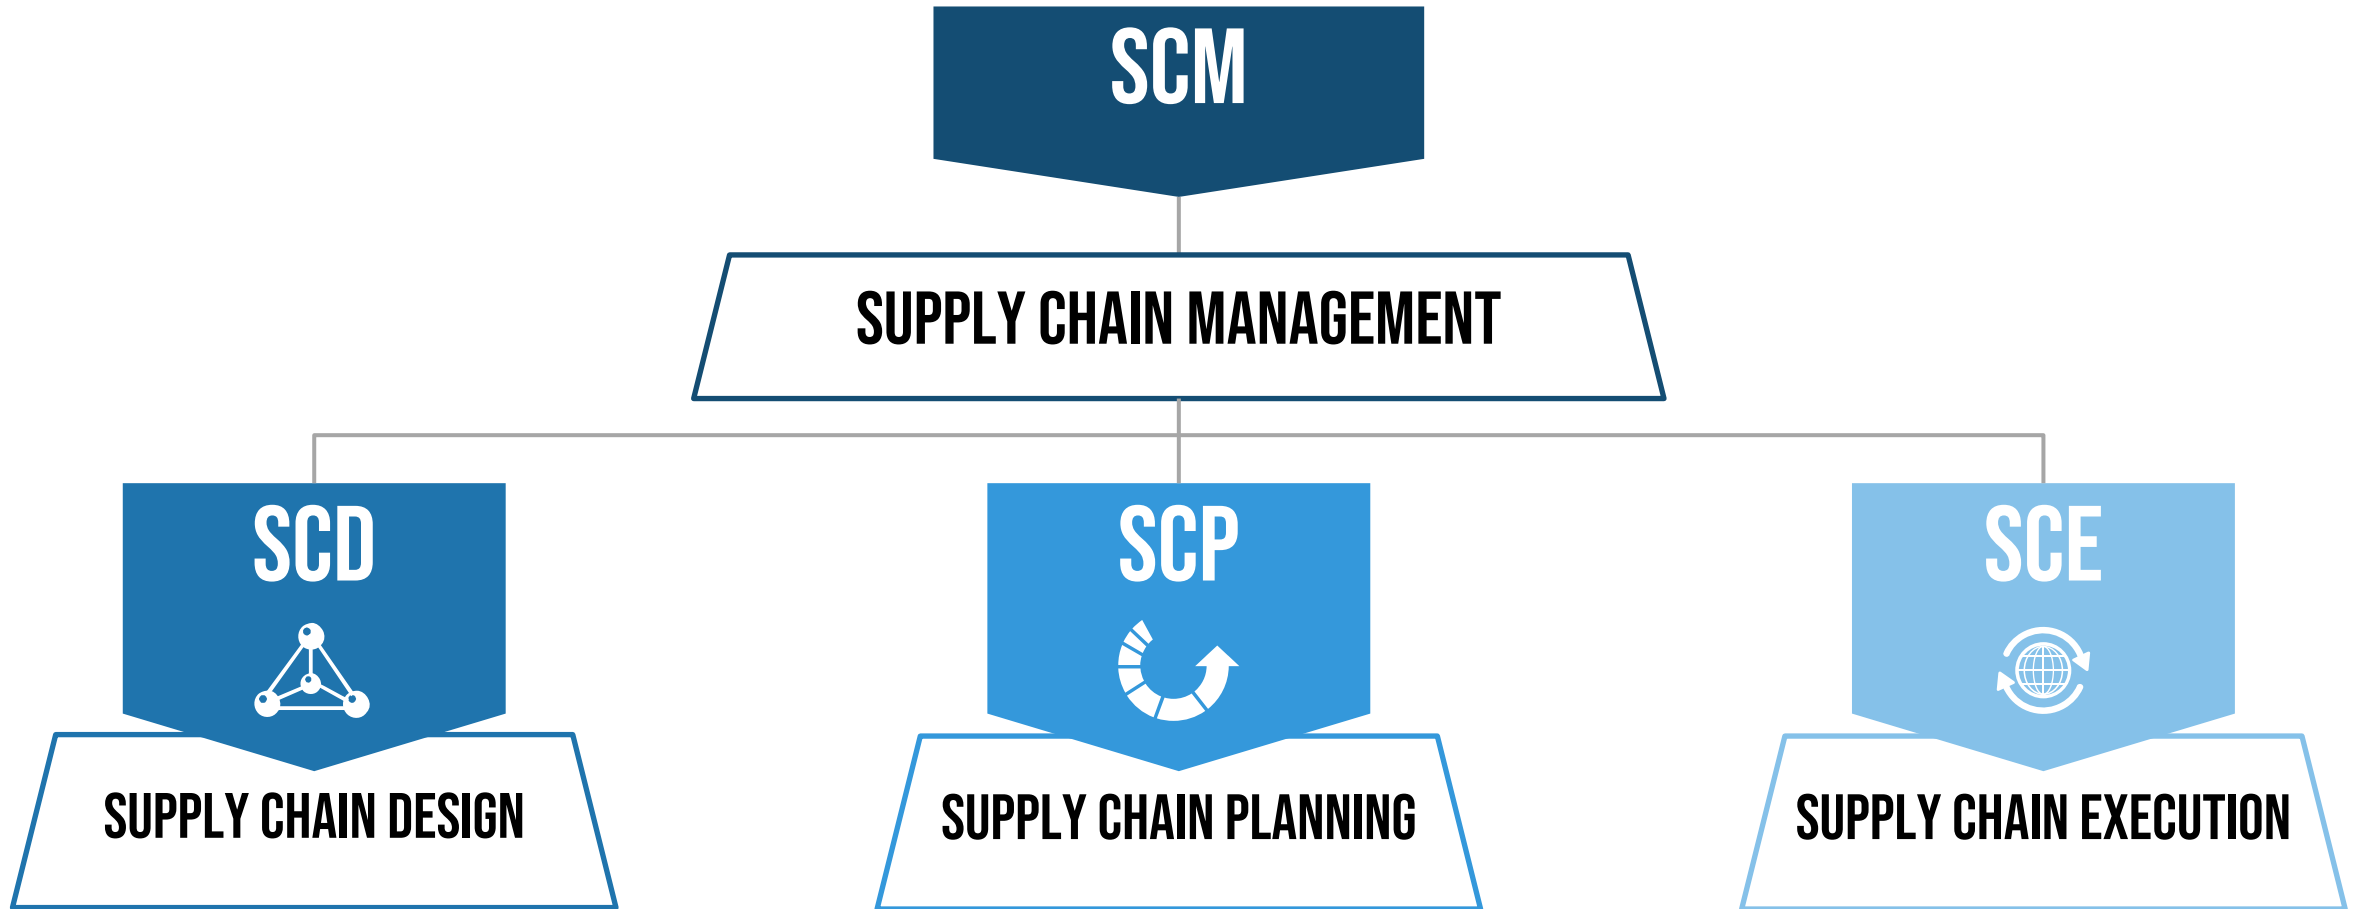 SCM
SUPPLY CHAIN MANAGEMENT
SCD
SCP
SCE
SUPPLY CHAIN DESIGN
SUPPLY CHAIN PLANNING
SUPPLY CHAIN EXECUTION